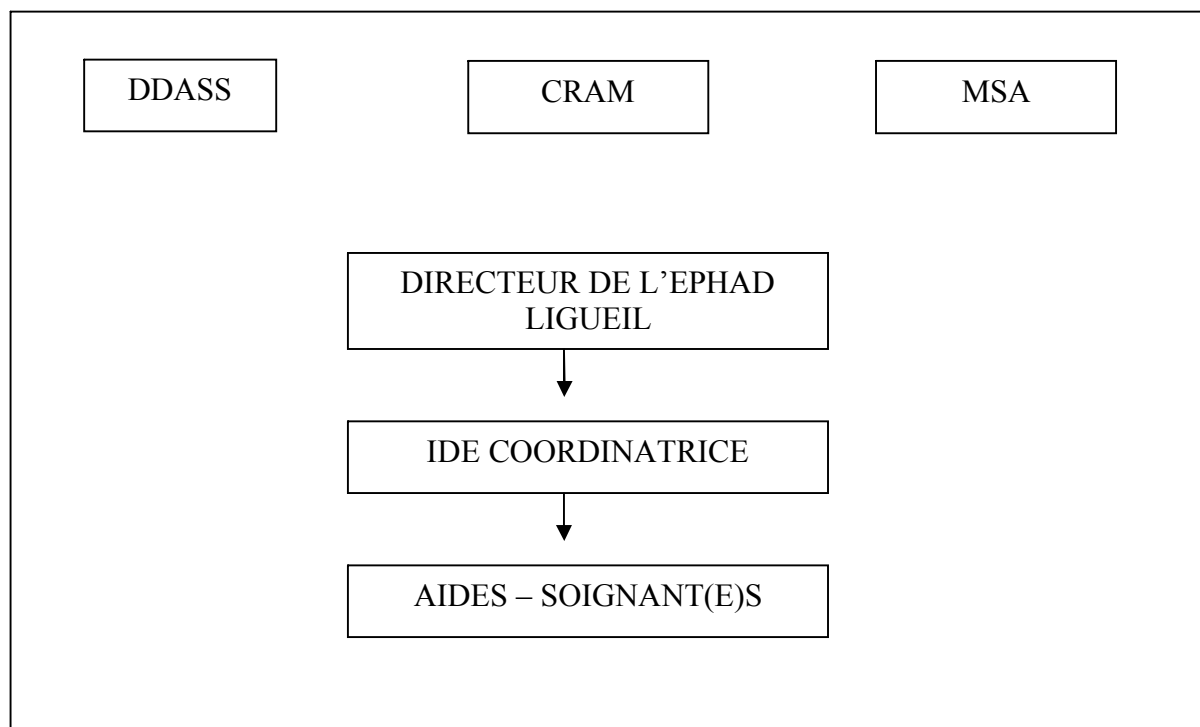 DDASS
CRAM
MSA
DIRECTEUR DE L’EPHAD
LIGUEIL
IDE COORDINATRICE
AIDES – SOIGNANT(E)S